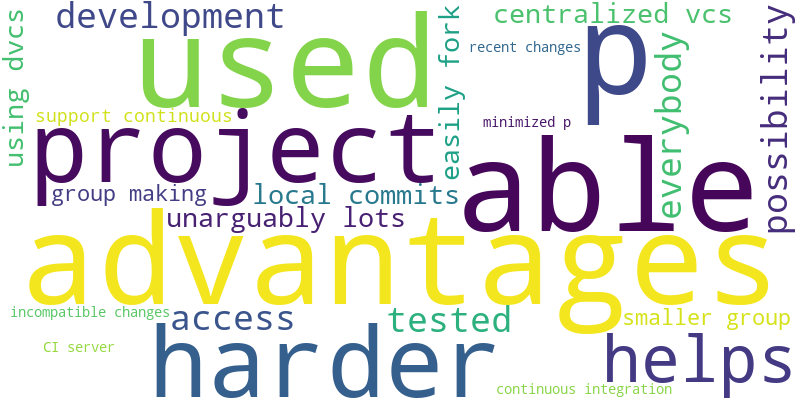 development
centralized vcs
used
p
recent changes
using dvcs
easily fork
everybody
possibility
support continuous
project
minimized p
able
group making
local commits
unarguably lots
advantages
incompatible changes
access
tested
smaller group
CI server
harder
helps
continuous integration